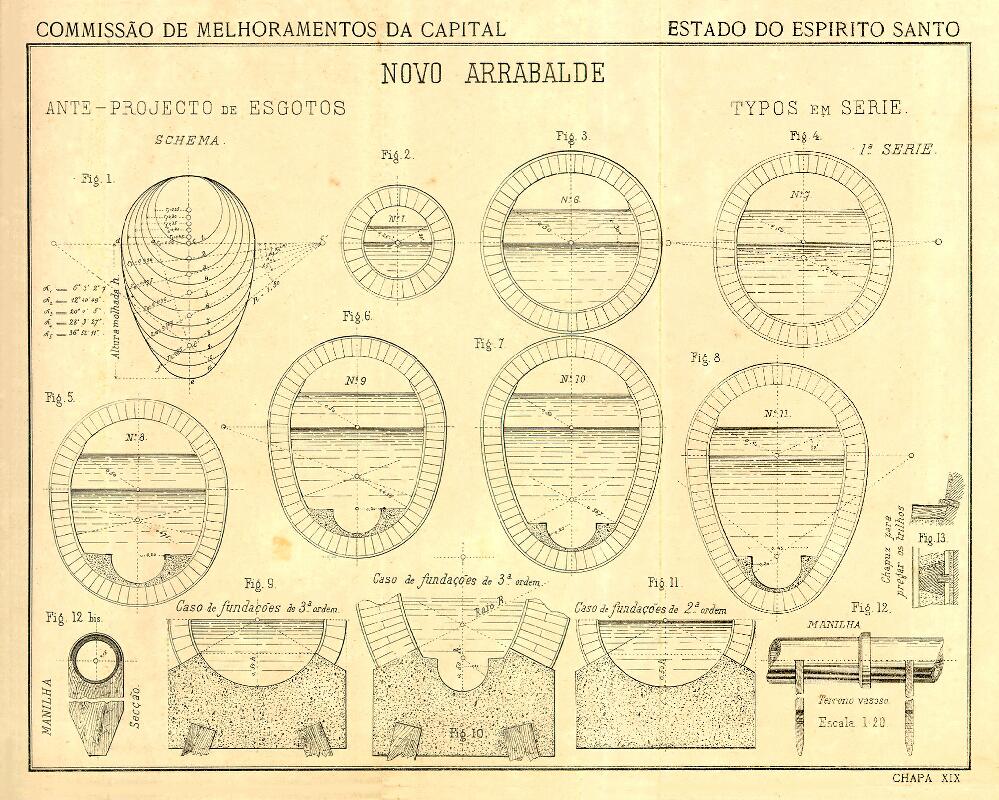 COMMISSÃO DE MELHORAMENTOS DA CAPITAL
ESTADO DO ESPIRITO SANTO
NOVO ARRABALDE
ANTE-PROJECTO DE ESGOTOS
TYPOS EM SERIE.
SCHEMA.
1ª SERIE.
Fig. 1.
Fig. 2.
Fig. 3.
Fig. 4.
Nº 1.
Nº 6.
Nº 7
S
Altura molhada h.
Fig. 5.
Fig. 6.
Fig. 7.
Fig. 8
Nº 8.
Nº 9
Nº 10
Nº 11.
Chapuz para
pregar os trilhos
Fig. 13.
Fig. 9.
Caso de fundações de 3ª ordem.
Caso de fundações de 3ª ordem.
Raio R.
Fig. 11.
Caso de fundações de 2ª ordem
Fig. 12.
MANILHA
Fig. 12 bis.
MANILHA
Secção.
Fig. 10.
Terreno vasoso
Escala 1:20
CHAPA XIX